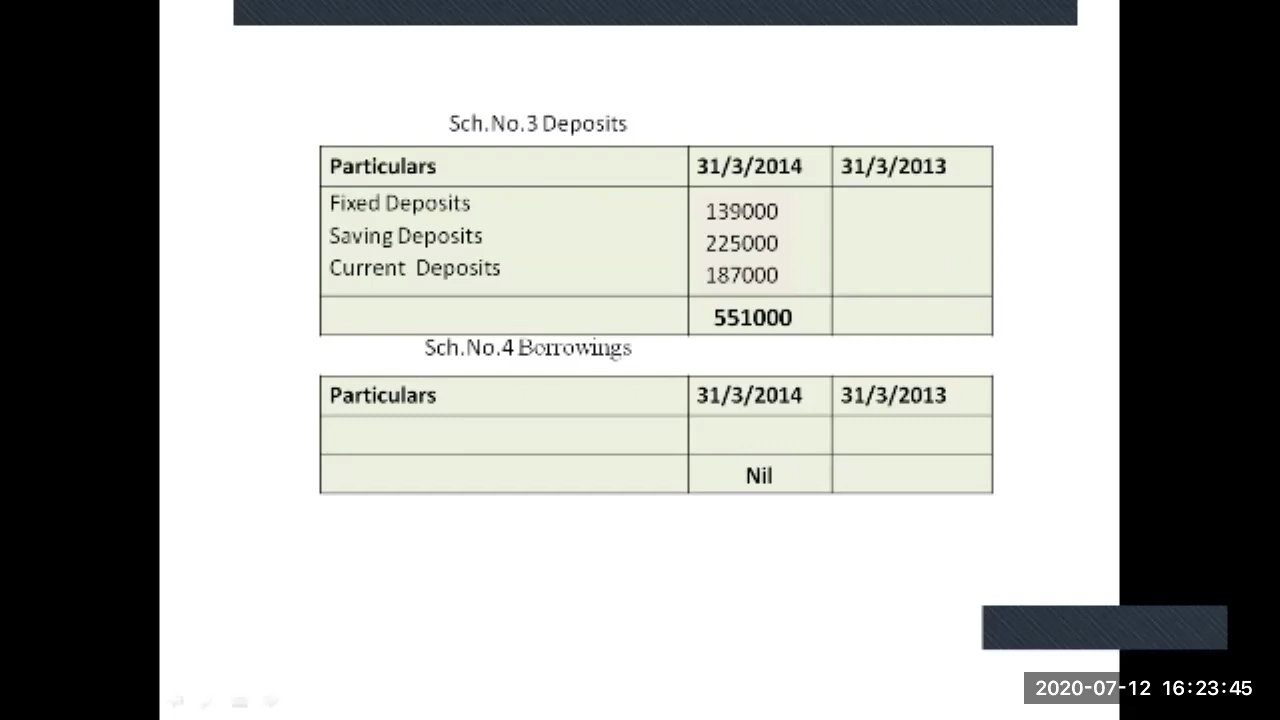 Sch.No.3 Deposits
Particulars 31/3/2014 31/3/2013
Fixed Deposits 139000
Saving Deposits 225000
Current Deposits 187000
551000
Sch.No.4 Borrowings
Particulars 31/3/2014 31/3/2013
Nil
2020-07-12 16:23:45